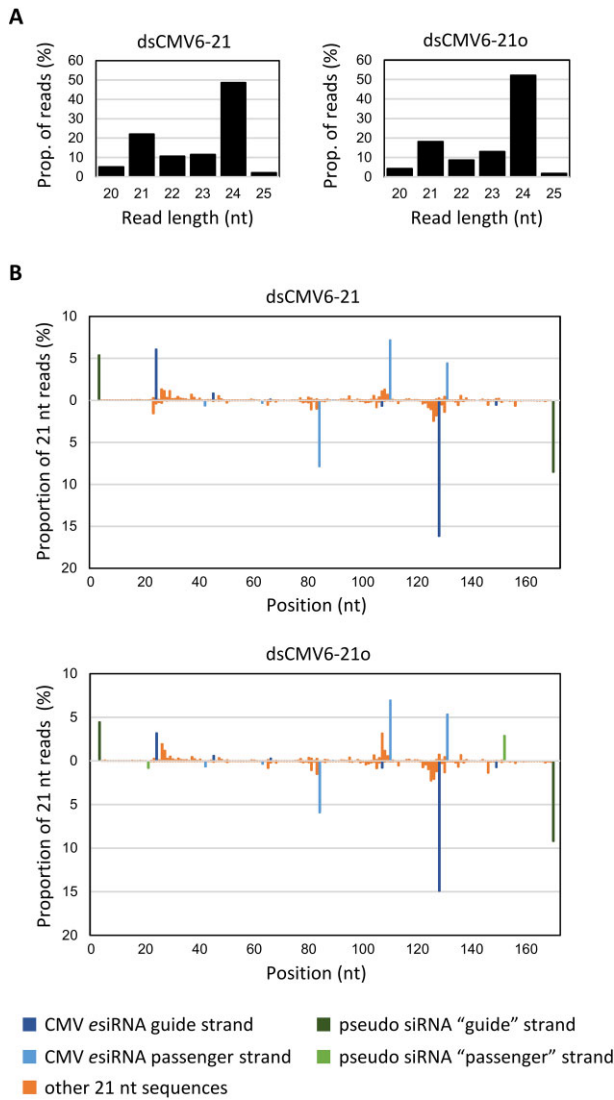 A
dsCMV6-21
Prop. of reads (%)
60
50
40
30
20
10
0
20 21 22 23 24 25
Read length (nt)
dsCMV6-21o
Prop. of reads (%)
60
50
40
30
20
10
0
20 21 22 23 24 25
Read length (nt)
B
dsCMV6-21
Proportion of 21 nt reads (%)
10
5
0
5
10
15
20
0 20 40 60 80 100 120 140 160
Position (nt)
dsCMV6-21o
Proportion of 21 nt reads (%)
10
5
0
5
10
15
20
0 20 40 60 80 100 120 140 160
Position (nt)
CMV esiRNA guide strand
pseudo siRNA “guide” strand
CMV esiRNA passenger strand
pseudo siRNA “passenger” strand
other 21 nt sequences